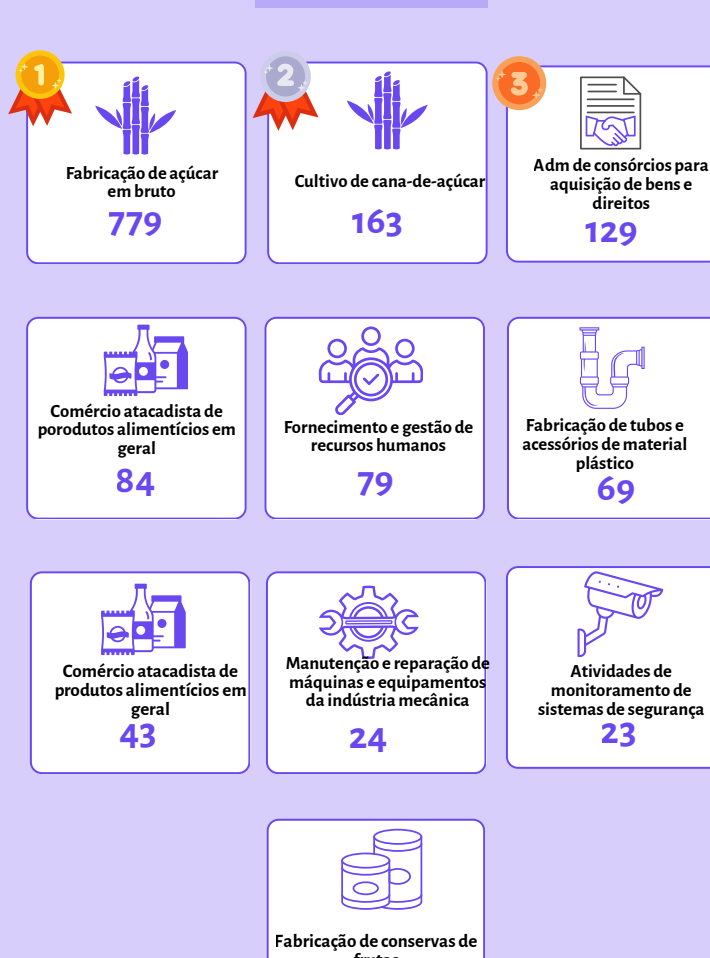 1
Fabricação de açúcar
em bruto
779
2
Cultivo de cana-de-açúcar
163
3
Adm de consórcios para
aquisição de bens e
direitos
129
Comércio atacadista de
porodutos alimentícios em
geral
84
Fornecimento e gestão de
recursos humanos
79
Fabricação de tubos e
acessórios de material
plástico
69
Comércio atacadista de
produtos alimentícios em
geral
43
Manutenção e reparação de
máquinas e equipamentos
da indústria mecânica
24
Atividades de
monitoramento de
sistemas de segurança
23
Fabricação de conservas de